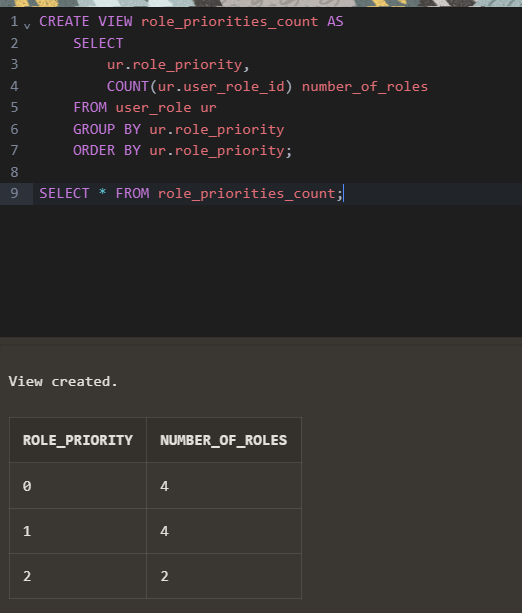 1 CREATE VIEW role_priorities_count AS
2 SELECT
3 ur.role_priority,
4 COUNT(ur.user_role_id) number_of_roles
5 FROM user_role ur
6 GROUP BY ur.role_priority
7 ORDER BY ur.role_priority;
8
9 SELECT * FROM role_priorities_count;
View created.
ROLE_PRIORITY NUMBER_OF_ROLES
0 4
1 4
2 2